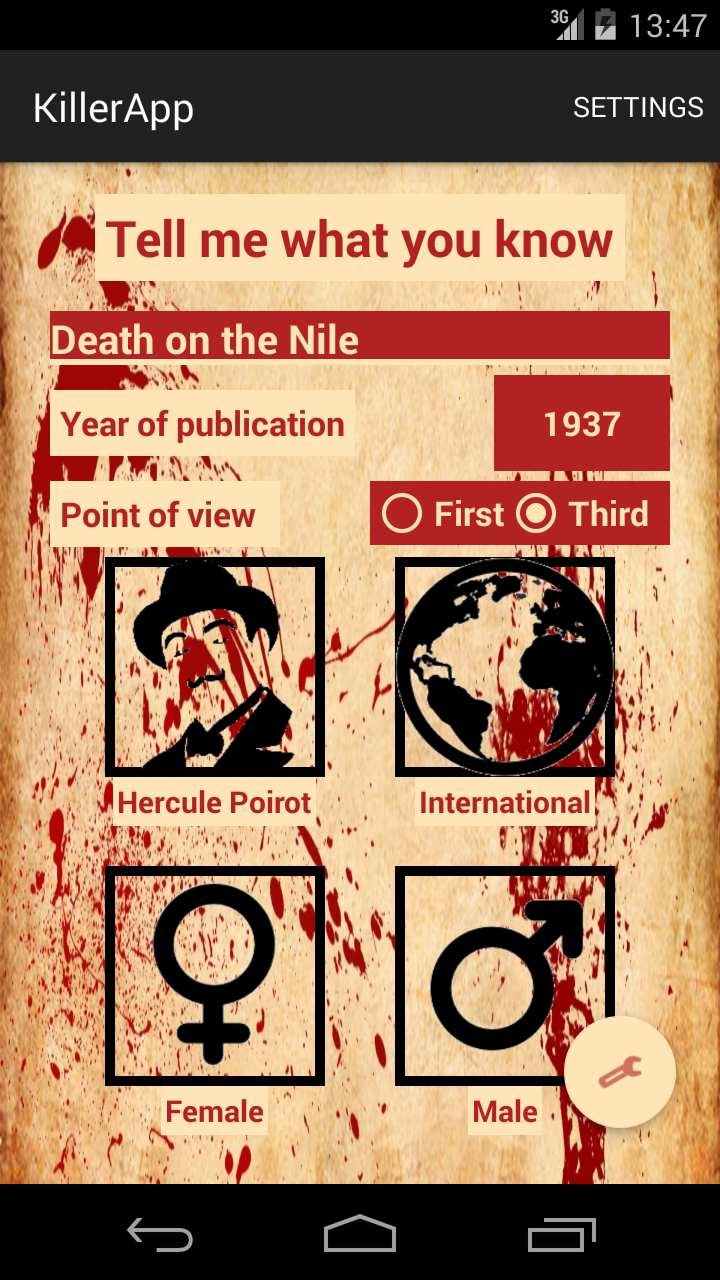 3G 13:47
KillerApp SETTINGS
Tell me what you know
Death on the Nile
Year of publication 1937
Point of view First Third
Hercule Poirot International
Female Male